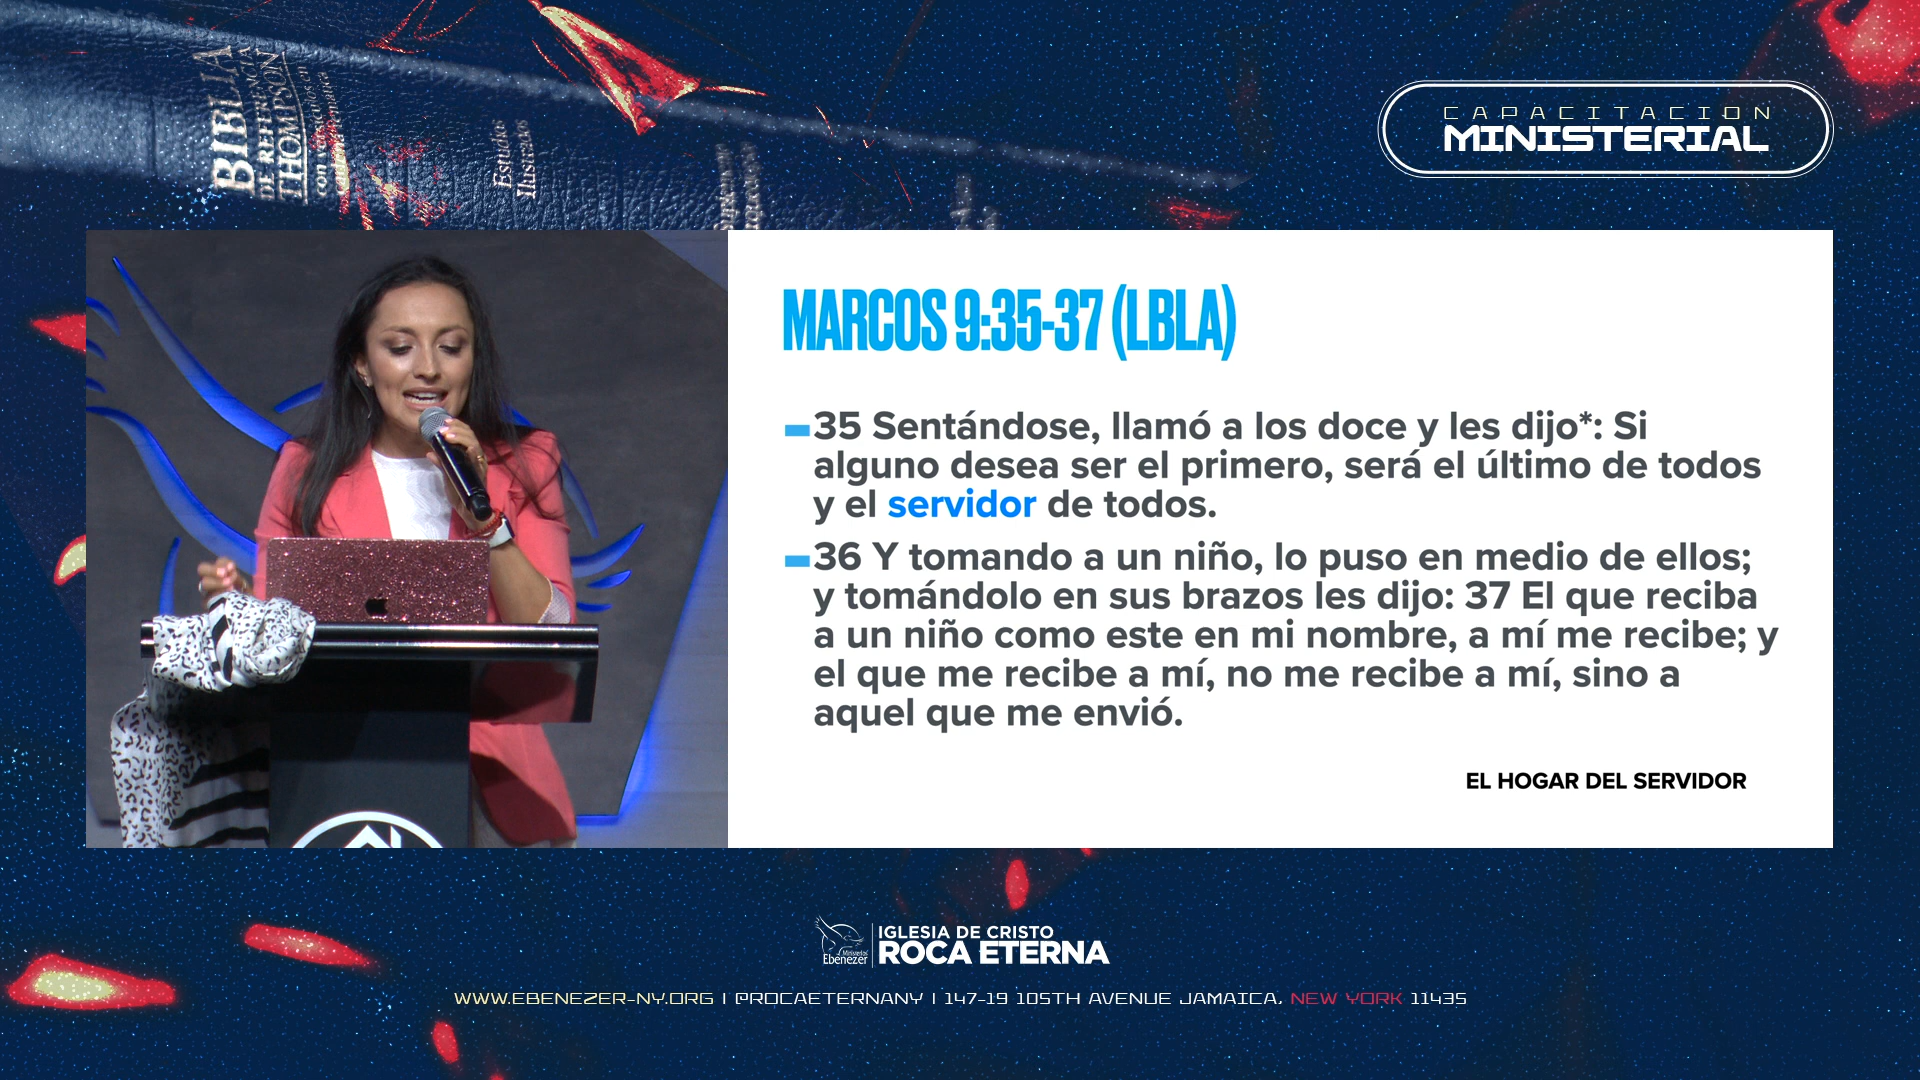 BIBLIA
DE REFERENCIA
THOMPSON
Estudios
Ilustrados
CAPACITACION
MINISTERIAL
MARCOS 9:35-37 (LBLA)
35 Sentándose, llamó a los doce y les dijo*: Si
alguno desea ser el primero, será el último de todos
y el servidor de todos.
36 Y tomando a un niño, lo puso en medio de ellos;
y tomándolo en sus brazos les dijo: 37 El que reciba
a un niño como este en mi nombre, a mí me recibe; y
el que me recibe a mí, no me recibe a mí, sino a
aquel que me envió.
EL HOGAR DEL SERVIDOR
Ministerios
Ebenezer
IGLESIA DE CRISTO
ROCA ETERNA
WWW.EBENEZER-NY.ORG | @ROCAETERNANY | 147-19 105TH AVENUE JAMAICA, NEW YORK 11435